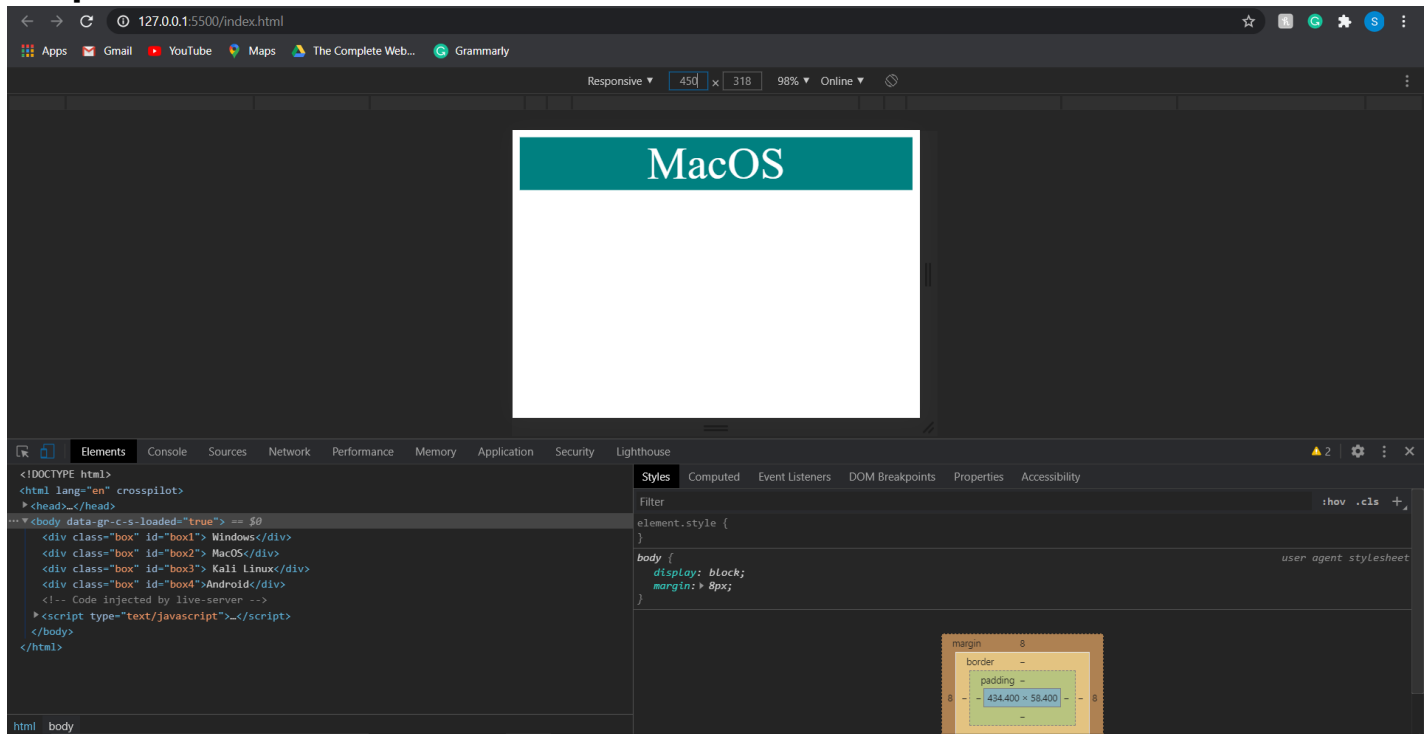 127.0.0.1:5500/index.html
Apps Gmail YouTube Maps The Complete Web... Grammarly
Responsive ▼ 450 × 318 98% ▼ Online ▼
MacOS
Elements Console Sources Network Performance Memory Application Security Lighthouse 2
<!DOCTYPE html>
<html lang="en" crosspilot>
▶<head>…</head>
…▼<body data-gr-c-s-loaded="true"> == $0
<div class="box" id="box1"> Windows</div>
<div class="box" id="box2"> MacOS</div>
<div class="box" id="box3"> Kali Linux</div>
<div class="box" id="box4">Android</div>
<!-- Code injected by live-server -->
▶<script type="text/javascript">…</script>
</body>
</html>
html body
Styles Computed Event Listeners DOM Breakpoints Properties Accessibility
Filter :hov .cls +
element.style {
}
body { user agent stylesheet
display: block;
margin:▶ 8px;
}
margin 8
border –
padding –
8 – – 434.400 × 58.400 – – 8
–